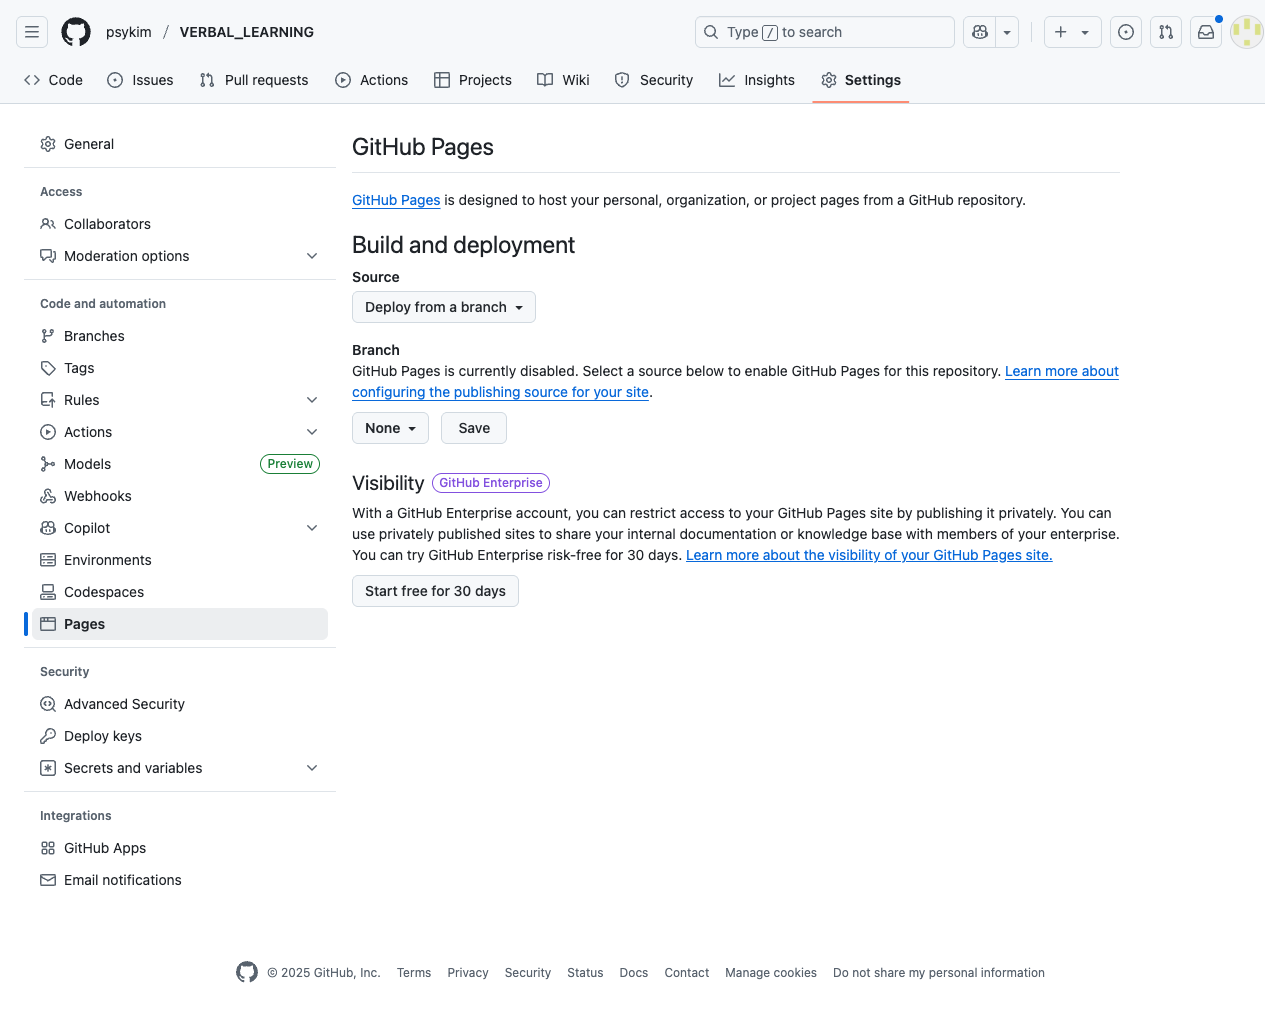 psykim / VERBAL_LEARNING
Type / to search
Code Issues Pull requests Actions Projects Wiki Security Insights Settings
General
Access
Collaborators
Moderation options
Code and automation
Branches
Tags
Rules
Actions
Models Preview
Webhooks
Copilot
Environments
Codespaces
Pages
Security
Advanced Security
Deploy keys
Secrets and variables
Integrations
GitHub Apps
Email notifications
GitHub Pages
GitHub Pages is designed to host your personal, organization, or project pages from a GitHub repository.
Build and deployment
Source
Deploy from a branch
Branch
GitHub Pages is currently disabled. Select a source below to enable GitHub Pages for this repository. Learn more about
configuring the publishing source for your site.
None Save
Visibility GitHub Enterprise
With a GitHub Enterprise account, you can restrict access to your GitHub Pages site by publishing it privately. You can
use privately published sites to share your internal documentation or knowledge base with members of your enterprise.
You can try GitHub Enterprise risk-free for 30 days. Learn more about the visibility of your GitHub Pages site.
Start free for 30 days
© 2025 GitHub, Inc. Terms Privacy Security Status Docs Contact Manage cookies Do not share my personal information